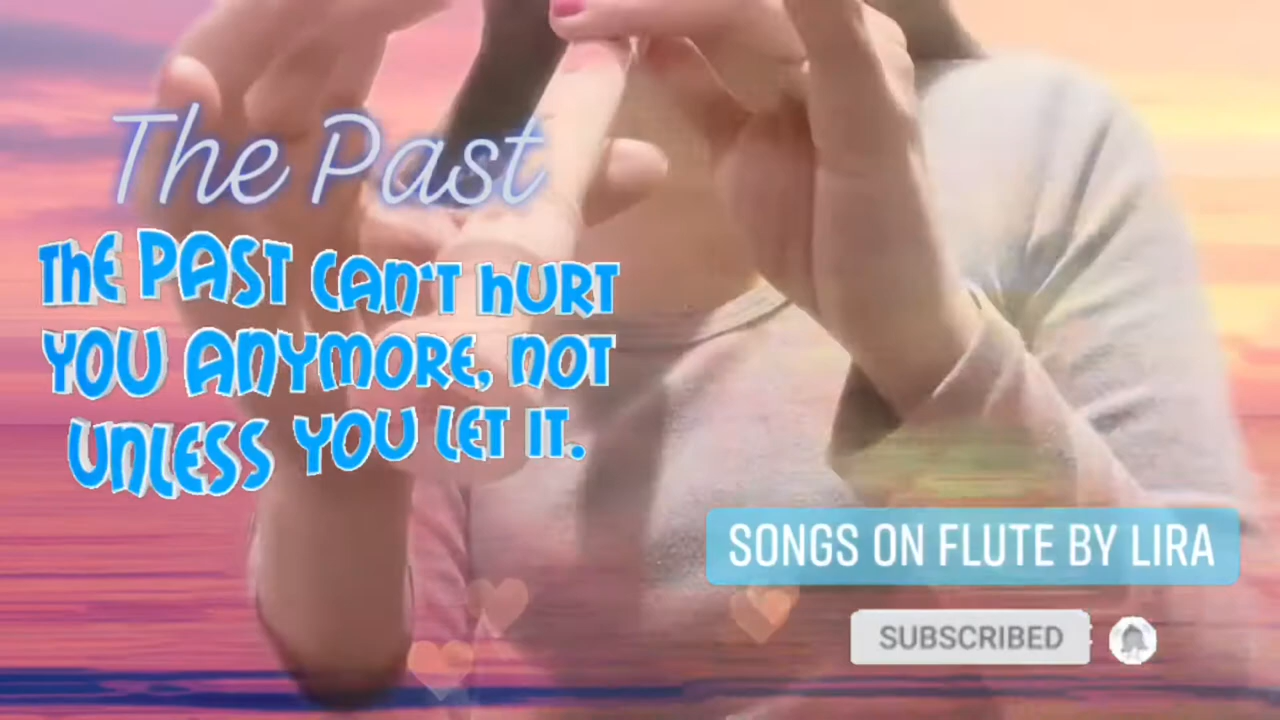 The Past
THE PAST CAN'T HURT
YOU ANYMORE, NOT
UNLESS YOU LET IT.
SONGS ON FLUTE BY LIRA
SUBSCRIBED